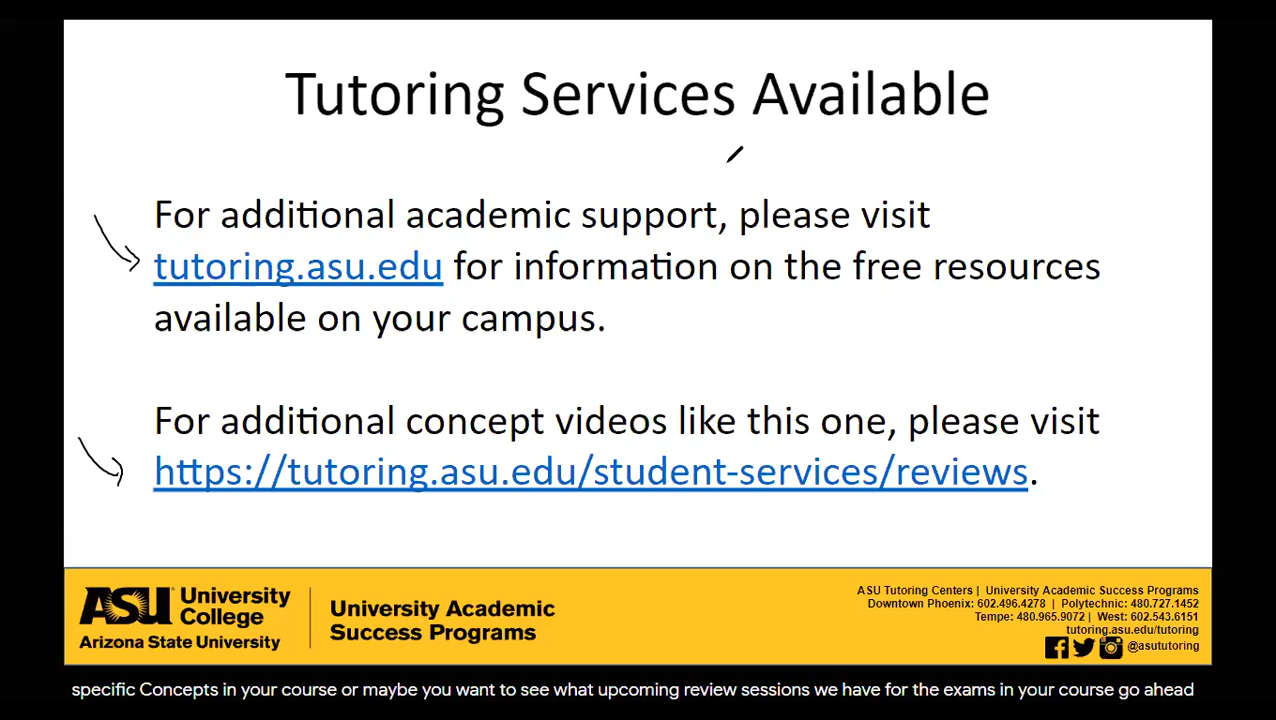 Tutoring Services Available
For additional academic support, please visit
tutoring.asu.edu for information on the free resources
available on your campus.
For additional concept videos like this one, please visit
https://tutoring.asu.edu/student-services/reviews.
ASU University
College
Arizona State University
University Academic
Success Programs
ASU Tutoring Centers | University Academic Success Programs
Downtown Phoenix: 602.496.4278 | Polytechnic: 480.727.1452
Tempe: 480.965.9072 | West: 602.543.6151
tutoring.asu.edu/tutoring
@asututoring
specific Concepts in your course or maybe you want to see what upcoming review sessions we have for the exams in your course go ahead